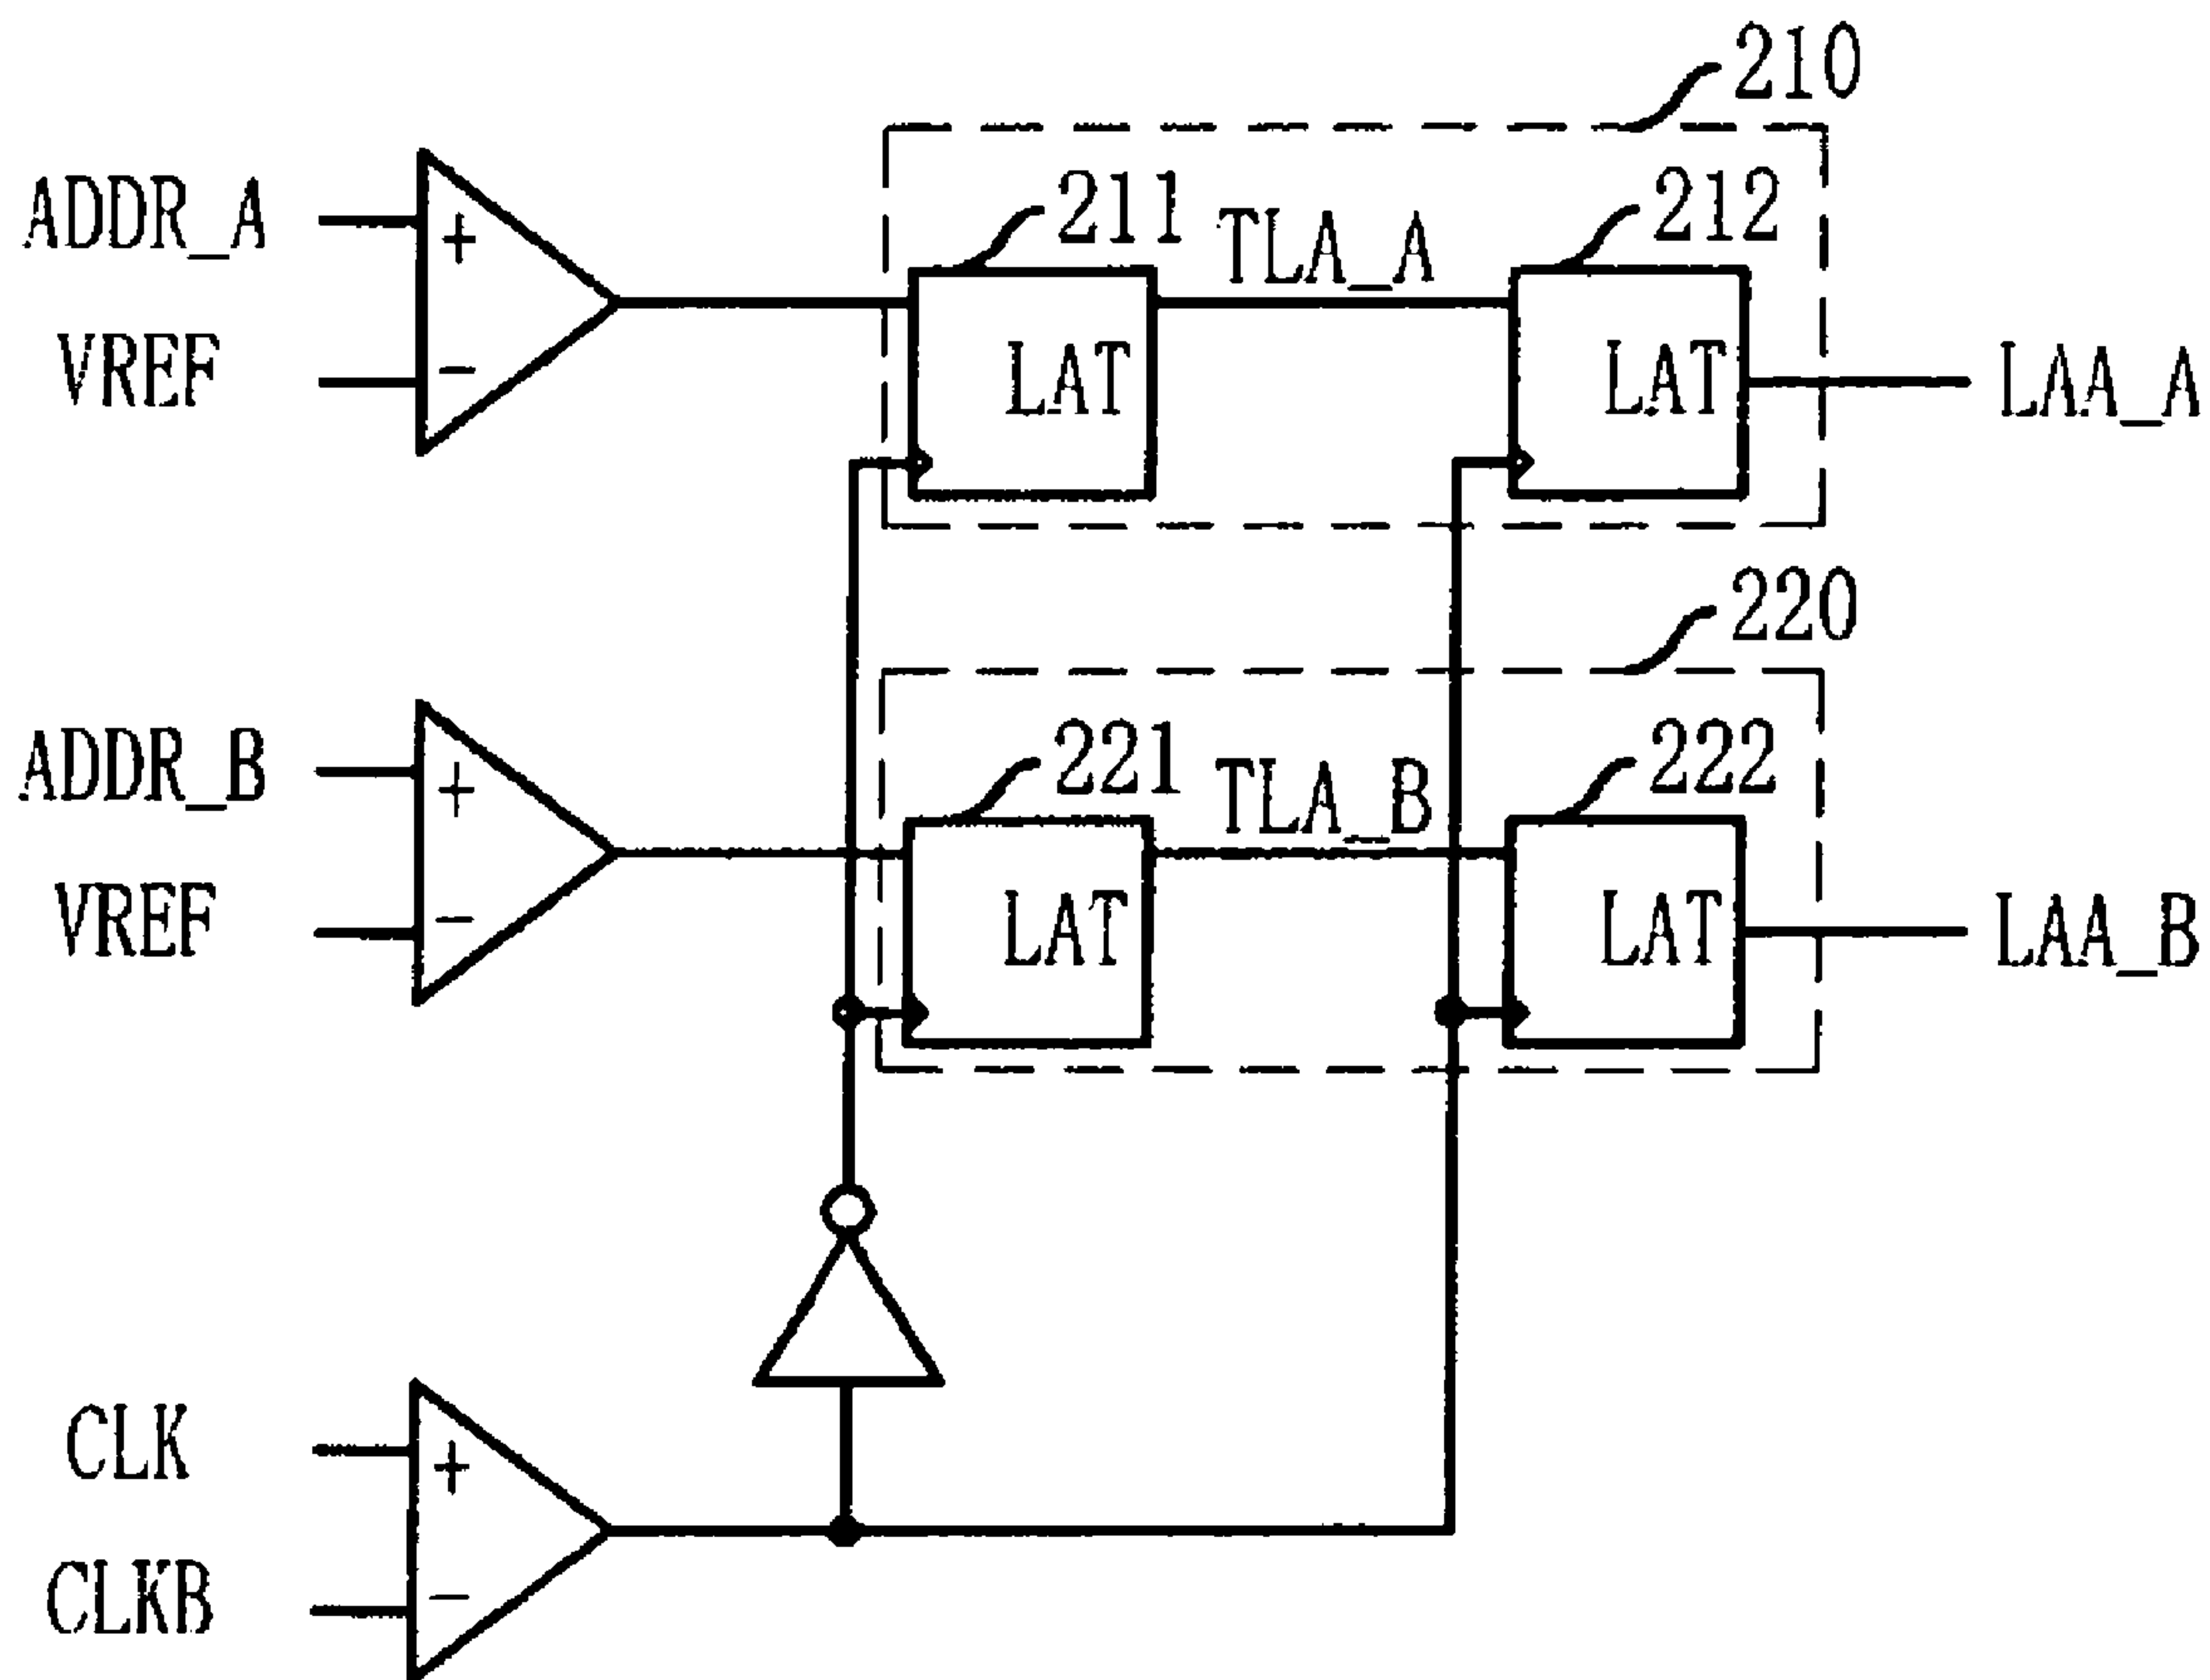 210
ADDR_A
+
211
TLA_A
212
VREF
−
LAT
LAT
LAA_A
220
ADDR_B
+
221
TLA_B
222
VREF
−
LAT
LAT
LAA_B
CLK
+
CLKB
−